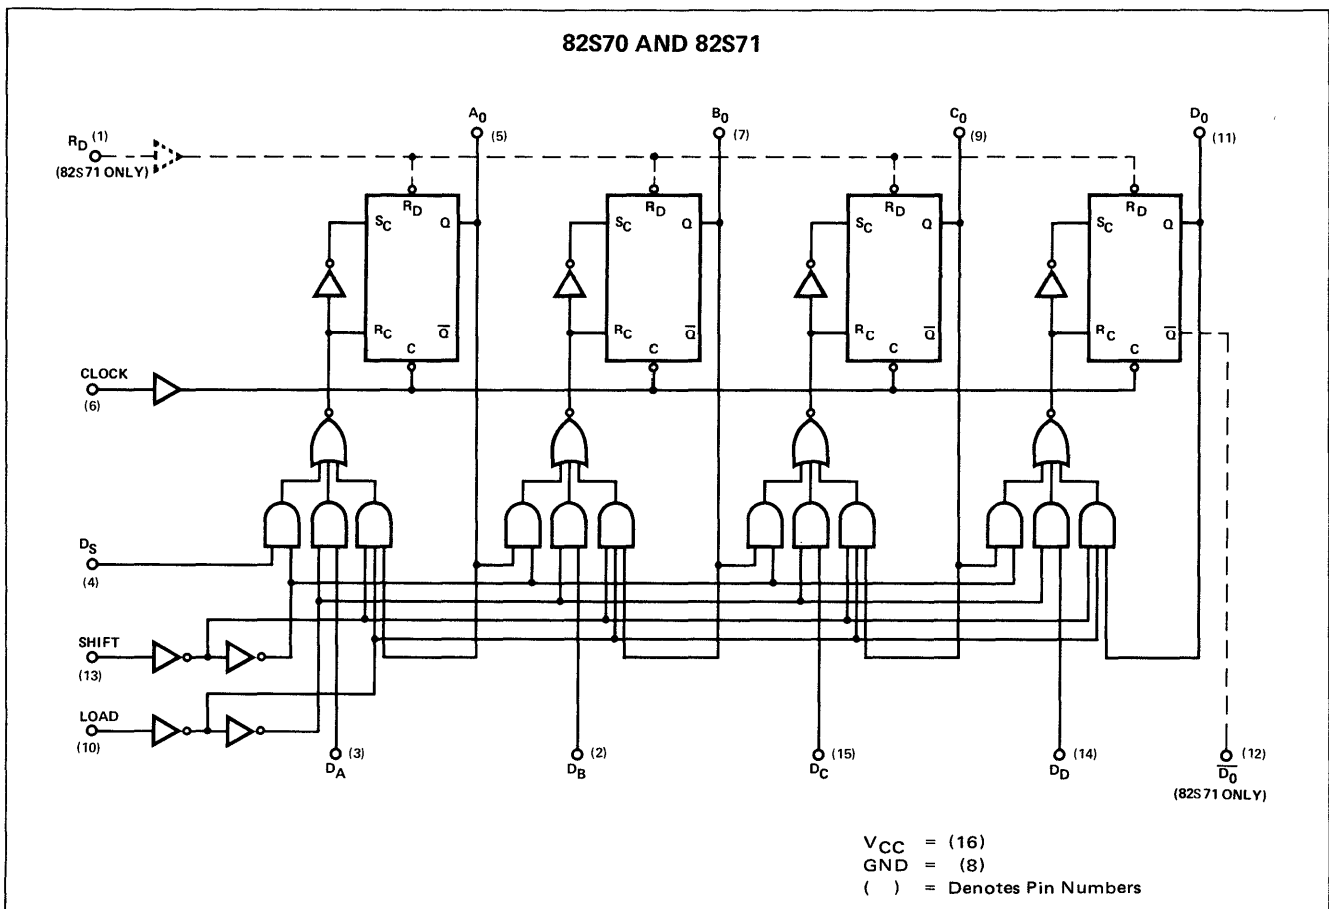 82S70 AND 82S71
A0 (5)
B0 (7)
C0 (9)
D0 (11)
RD (1)
(82S71 ONLY)
RD
RD
RD
RD
SC Q
SC Q
SC Q
SC Q
RC Q̅
RC Q̅
RC Q̅
RC Q̅
C
C
C
C
CLOCK
(6)
DS
(4)
SHIFT
(13)
LOAD
(10)
DA (3)
DB (2)
DC (15)
DD (14)
D̅0̅ (12)
(82S71 ONLY)
VCC = (16)
GND = (8)
( ) = Denotes Pin Numbers